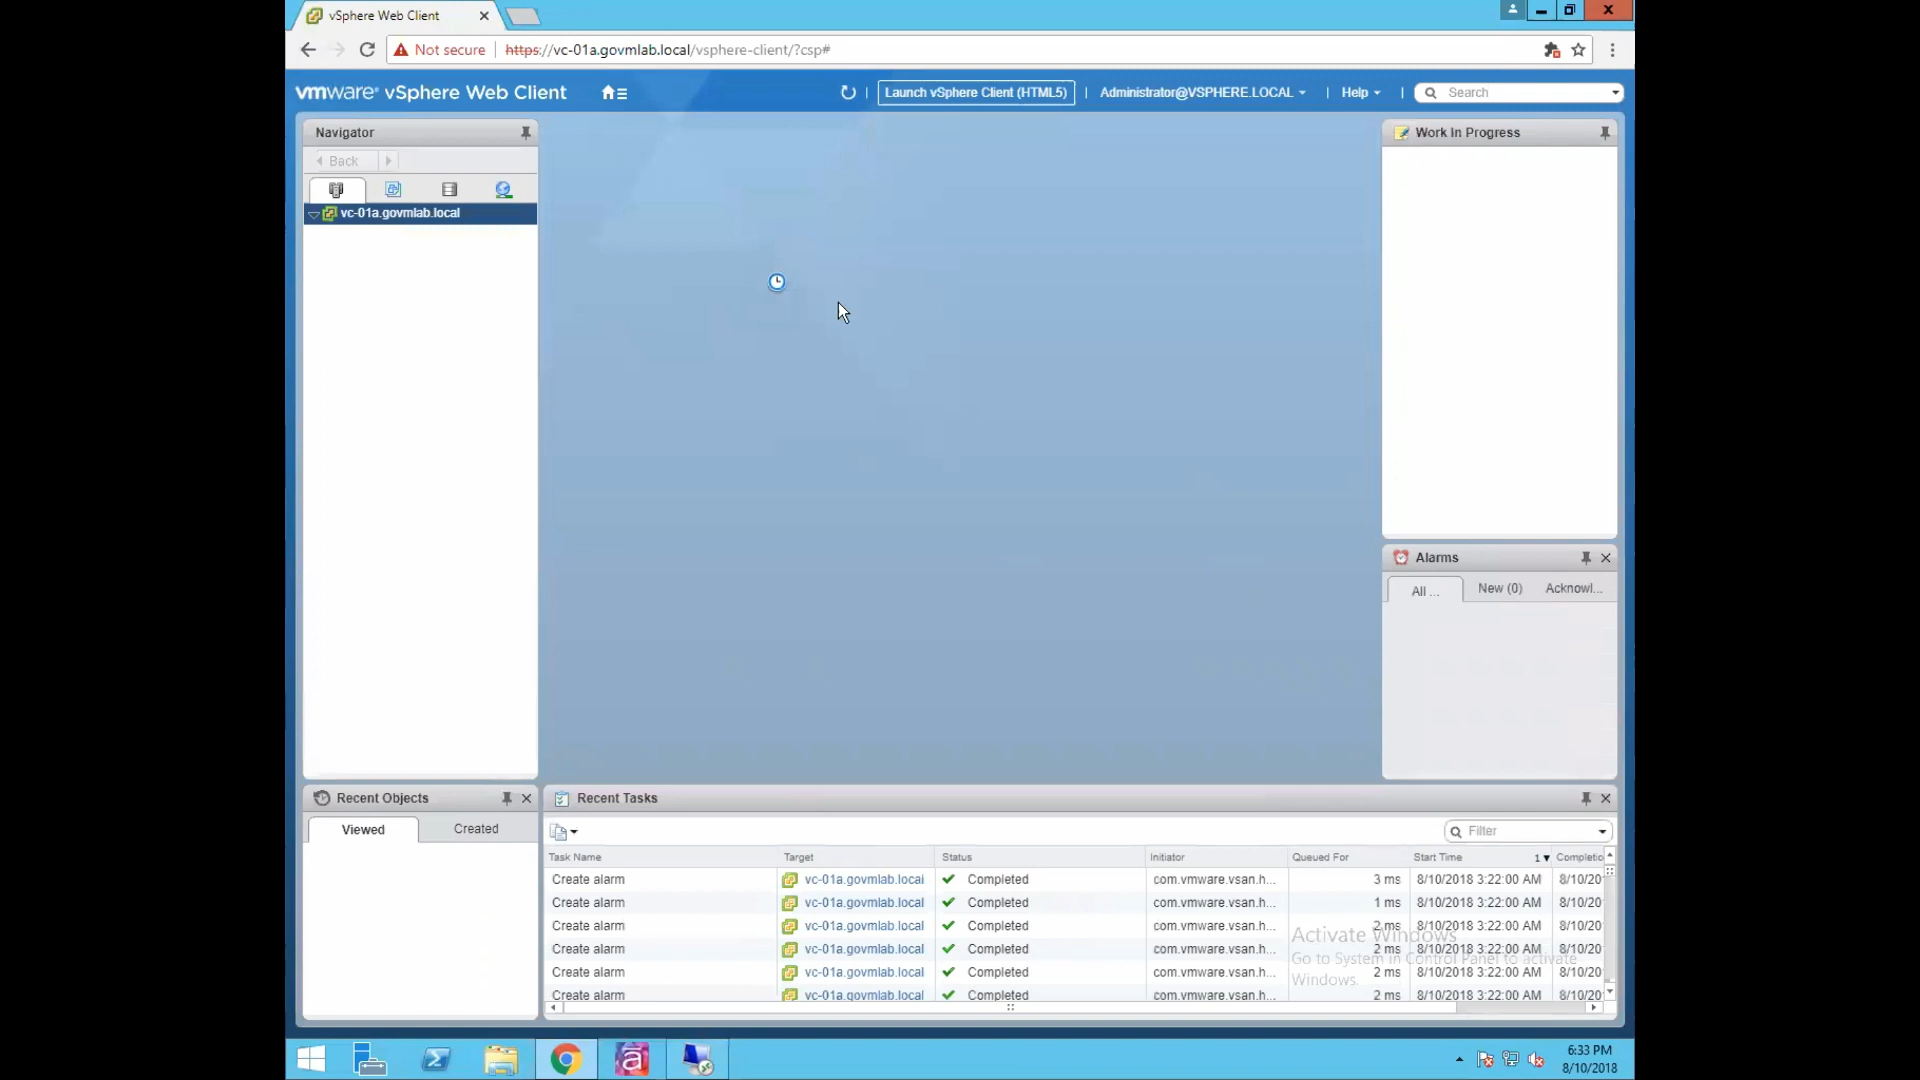 vSphere Web Client
Not secure https://vc-01a.govmlab.local/vsphere-client/?csp#
vmware® vSphere Web Client
Launch vSphere Client (HTML5) | Administrator@VSPHERE.LOCAL | Help | Search
Navigator
Back
vc-01a.govmlab.local
Work In Progress
Alarms
All ... New (0) Acknowl...
Recent Objects
Viewed Created
Recent Tasks
Filter
Task Name Target Status Initiator Queued For Start Time 1 Completio
Create alarm vc-01a.govmlab.local Completed com.vmware.vsan.h... 3 ms 8/10/2018 3:22:00 AM 8/10/20
Create alarm vc-01a.govmlab.local Completed com.vmware.vsan.h... 1 ms 8/10/2018 3:22:00 AM 8/10/20
Create alarm vc-01a.govmlab.local Completed com.vmware.vsan.h... 2 ms 8/10/2018 3:22:00 AM 8/10/20
Create alarm vc-01a.govmlab.local Completed com.vmware.vsan.h... 2 ms 8/10/2018 3:22:00 AM 8/10/20
Create alarm vc-01a.govmlab.local Completed com.vmware.vsan.h... 2 ms 8/10/2018 3:22:00 AM 8/10/20
Create alarm vc-01a.govmlab.local Completed com.vmware.vsan.h... 2 ms 8/10/2018 3:22:00 AM 8/10/20
Activate Windows
Go to System in Control Panel to activate
Windows.
6:33 PM
8/10/2018